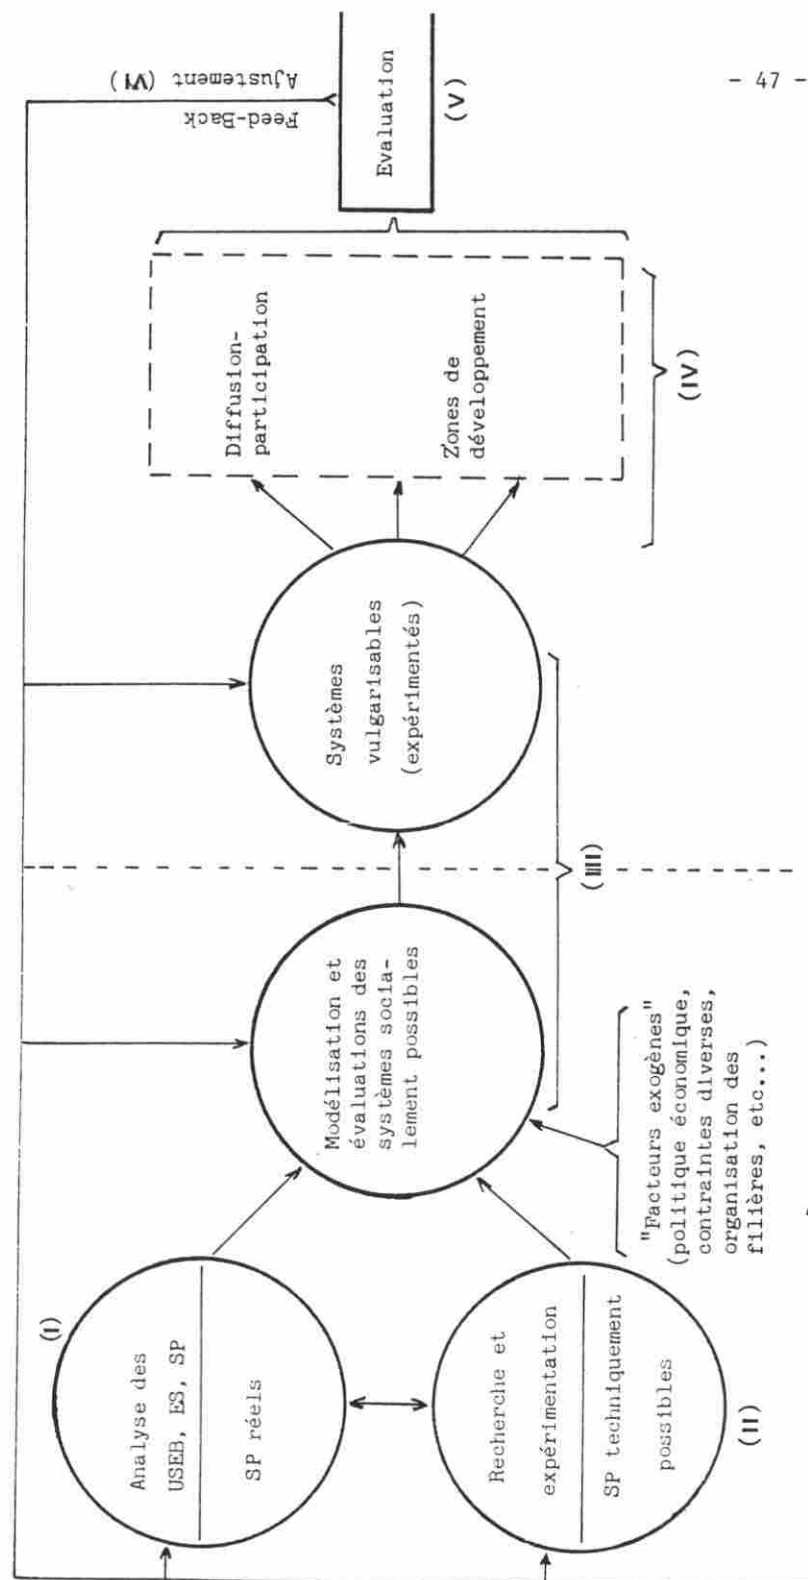 - 47 -
(I)
Analyse des
USEB, ES, SP
SP réels
Recherche et
expérimentation
SP techniquement
possibles
(II)
Modélisation et
évaluations des
systèmes socia-
lement possibles
"Facteurs exogènes"
(politique économique,
contraintes diverses,
organisation des
filières, etc...)
(III)
Systèmes
vulgarisables
(expérimentés)
Diffusion-
participation
Zones de
développement
(IV)
Evaluation
(V)
Feed-Back
Ajustement (VI)